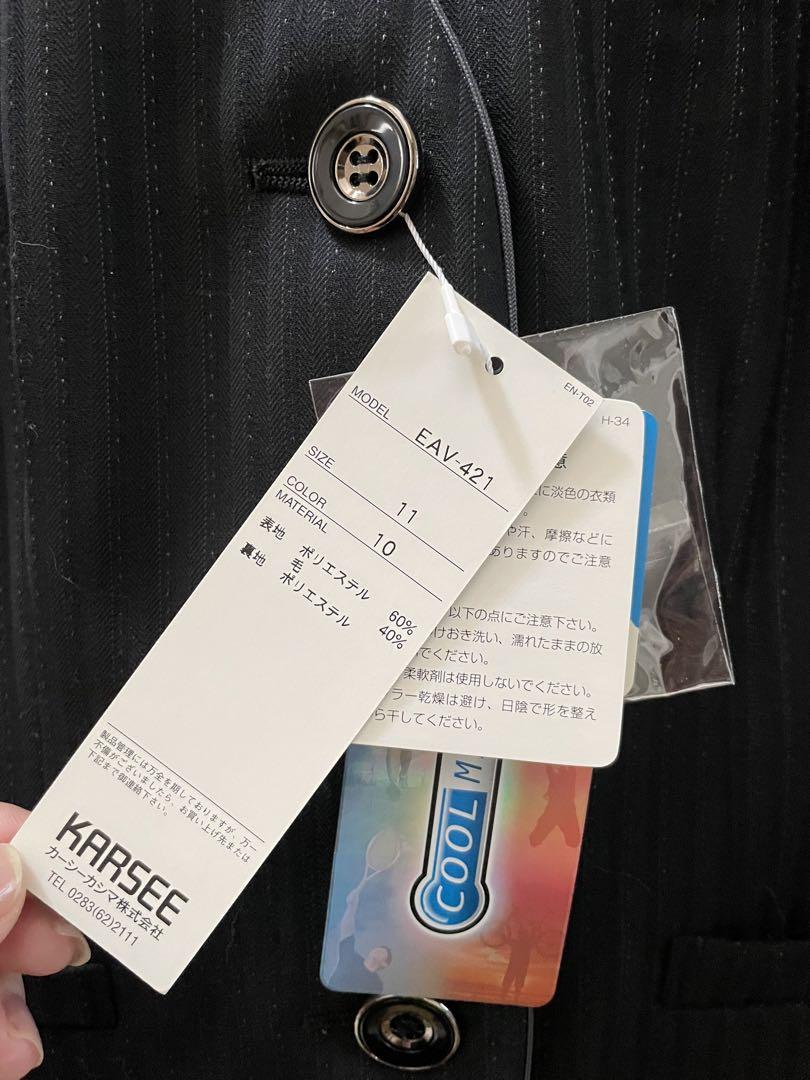 EN-T02
MODEL EAV-421
SIZE 11
COLOR 10
MATERIAL
表地 ポリエステル 60%
毛 40%
裏地 ポリエステル
製品管理には万全を期しておりますが、万一
不備がございましたら、お買い上げ先または
下記まで御連絡下さい。
KARSEE
カーシーカシマ株式会社
TEL 0283(62)2111
H-34
意
に淡色の衣類
。
や汗、摩擦などに
ありますのでご注意
以下の点にご注意下さい。
けおき洗い、濡れたままの放
でください。
柔軟剤は使用しないでください。
ラー乾燥は避け、日陰で形を整え
ら干してください。
COOL M